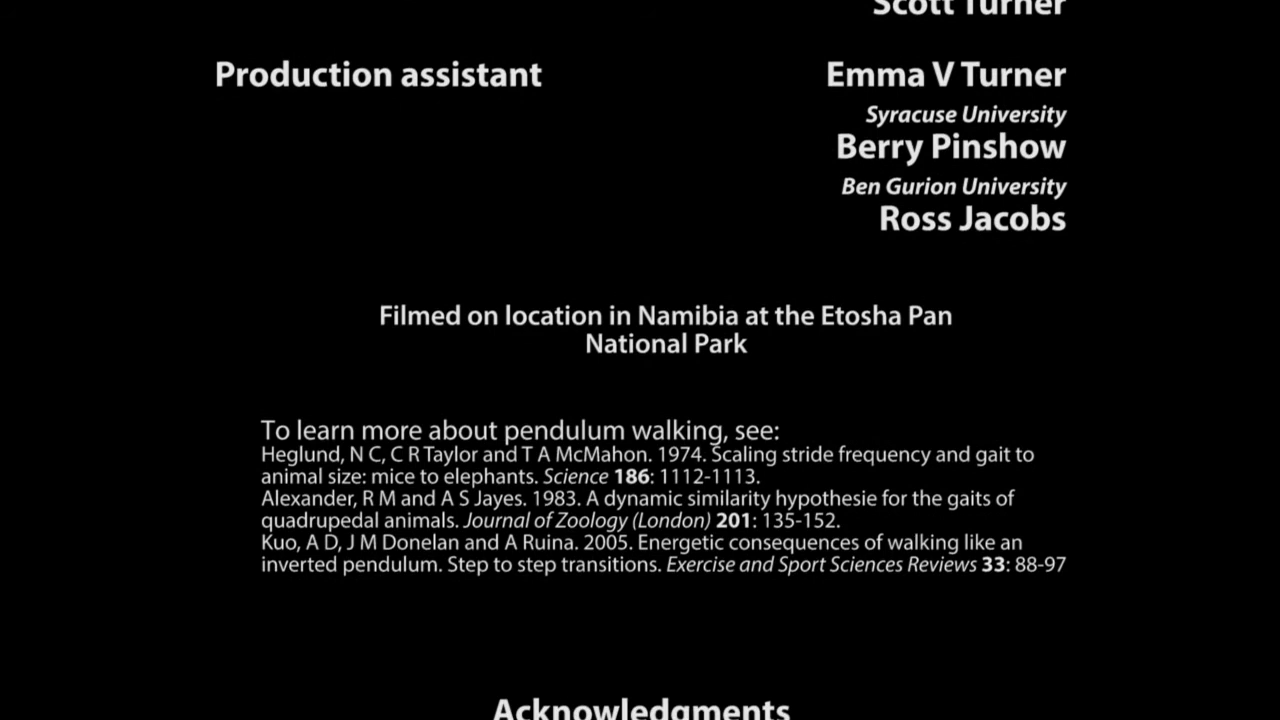 Scott Turner
Production assistant Emma V Turner
Syracuse University
Berry Pinshow
Ben Gurion University
Ross Jacobs
Filmed on location in Namibia at the Etosha Pan
National Park
To learn more about pendulum walking, see:
Heglund, N C, C R Taylor and T A McMahon. 1974. Scaling stride frequency and gait to
animal size: mice to elephants. Science 186: 1112-1113.
Alexander, R M and A S Jayes. 1983. A dynamic similarity hypothesie for the gaits of
quadrupedal animals. Journal of Zoology (London) 201: 135-152.
Kuo, A D, J M Donelan and A Ruina. 2005. Energetic consequences of walking like an
inverted pendulum. Step to step transitions. Exercise and Sport Sciences Reviews 33: 88-97
Acknowledgments